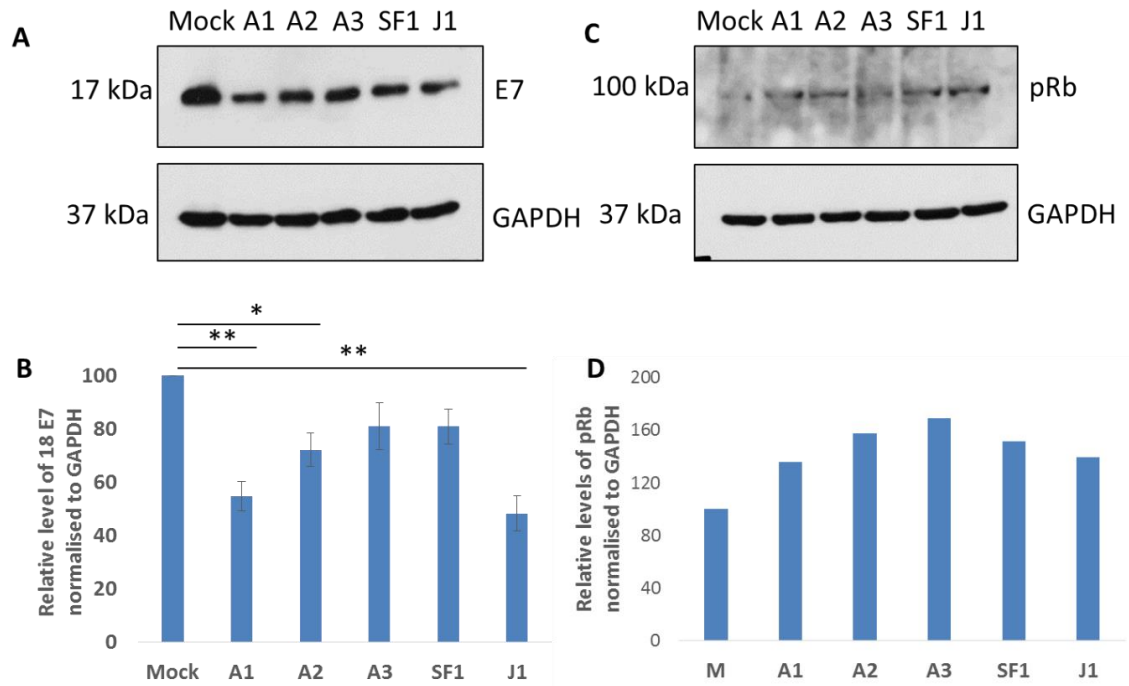 A
Mock A1 A2 A3 SF1 J1
17 kDa
E7
37 kDa
GAPDH
C
Mock A1 A2 A3 SF1 J1
100 kDa
pRb
37 kDa
GAPDH
B
*
**
**
Relative level of 18 E7
normalised to GAPDH
100
80
60
40
20
0
Mock A1 A2 A3 SF1 J1
D
Relative levels of pRb
normalised to GAPDH
200
160
120
80
40
0
M A1 A2 A3 SF1 J1